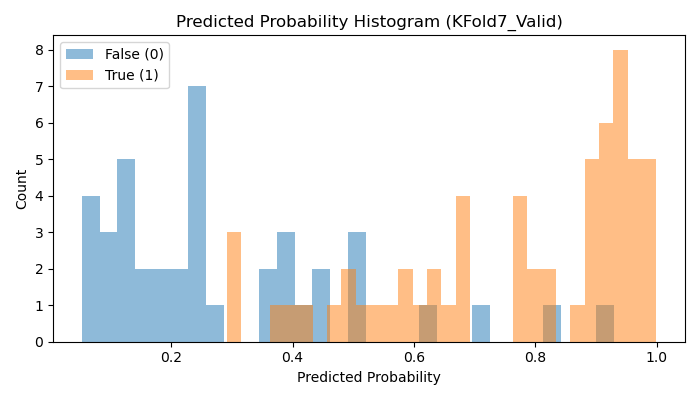 Predicted Probability Histogram (KFold7_Valid)
False (0)
True (1)
8
7
6
5
4
3
2
1
0
Count
0.2 0.4 0.6 0.8 1.0
Predicted Probability